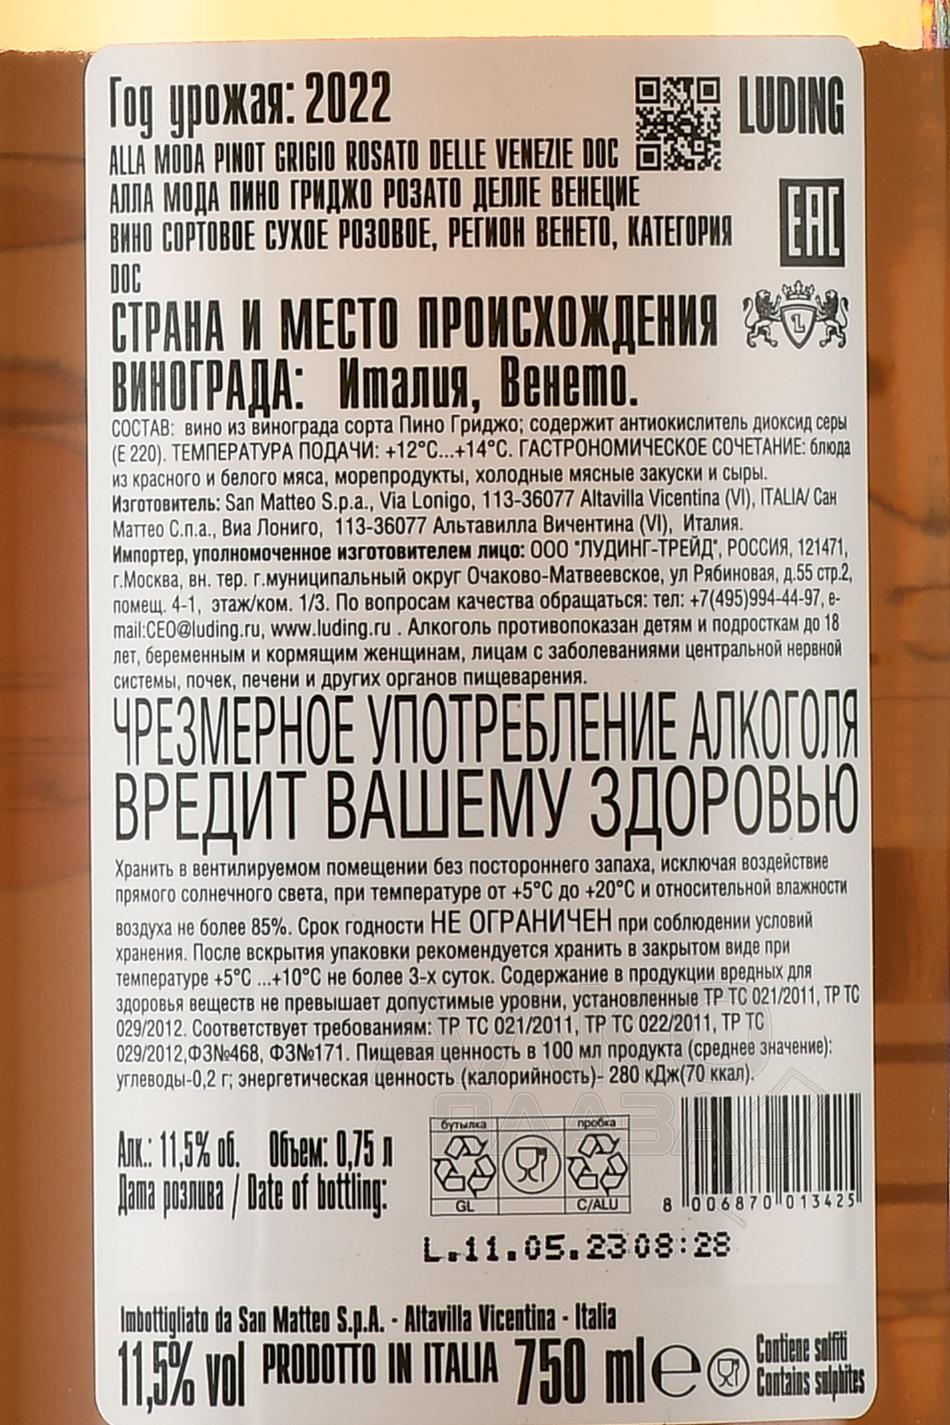 Год урожая: 2022
LUDING
ALLA MODA PINOT GRIGIO ROSATO DELLE VENEZIE DOC
АЛЛА МОДА ПИНО ГРИДЖО РОЗАТО ДЕЛЛЕ ВЕНЕЦИЕ
ВИНО СОРТОВОЕ СУХОЕ РОЗОВОЕ, РЕГИОН ВЕНЕТО, КАТЕГОРИЯ
DOC
EAC
СТРАНА И МЕСТО ПРОИСХОЖДЕНИЯ
ВИНОГРАДА: Италия, Венето.
L
СОСТАВ: вино из винограда сорта Пино Гриджо; содержит антиокислитель диоксид серы
(Е 220). ТЕМПЕРАТУРА ПОДАЧИ: +12°С...+14°С. ГАСТРОНОМИЧЕСКОЕ СОЧЕТАНИЕ: блюда
из красного и белого мяса, морепродукты, холодные мясные закуски и сыры.
Изготовитель: San Matteo S.p.a., Via Lonigo, 113-36077 Altavilla Vicentina (VI), ITALIA/ Сан
Маттео С.п.а., Виа Лониго, 113-36077 Альтавилла Вичентина (VI), Италия.
Импортер, уполномоченное изготовителем лицо: ООО "ЛУДИНГ-ТРЕЙД", РОССИЯ, 121471,
г.Москва, вн. тер. г.муниципальный округ Очаково-Матвеевское, ул Рябиновая, д.55 стр.2,
помещ. 4-1, этаж/ком. 1/3. По вопросам качества обращаться: тел: +7(495)994-44-97, e-
mail:CEO@luding.ru, www.luding.ru . Алкоголь противопоказан детям и подросткам до 18
лет, беременным и кормящим женщинам, лицам с заболеваниями центральной нервной
системы, почек, печени и других органов пищеварения.
ЧРЕЗМЕРНОЕ УПОТРЕБЛЕНИЕ АЛКОГОЛЯ
ВРЕДИТ ВАШЕМУ ЗДОРОВЬЮ
Хранить в вентилируемом помещении без постороннего запаха, исключая воздействие
прямого солнечного света, при температуре от +5°С до +20°С и относительной влажности
воздуха не более 85%. Срок годности НЕ ОГРАНИЧЕН при соблюдении условий
хранения. После вскрытия упаковки рекомендуется хранить в закрытом виде при
температуре +5°С ...+10°С не более 3-х суток. Содержание в продукции вредных для
здоровья веществ не превышает допустимые уровни, установленные ТР ТС 021/2011, ТР ТС
029/2012. Соответствует требованиям: ТР ТС 021/2011, ТР ТС 022/2011, ТР ТС
029/2012,ФЗ№468, ФЗ№171. Пищевая ценность в 100 мл продукта (среднее значение):
углеводы-0,2 г; энергетическая ценность (калорийность)- 280 кДж(70 ккал).
Алк.: 11,5% об. Объем: 0,75 л
Дата розлива / Date of bottling:
бутылка пробка
GL C/ALU
8 006870 013425
L.11.05.23 08:28
Imbottigliato da San Matteo S.p.A. - Altavilla Vicentina - Italia
11,5% vol PRODOTTO IN ITALIA 750 ml e
Contiene solfiti
Contains sulphites